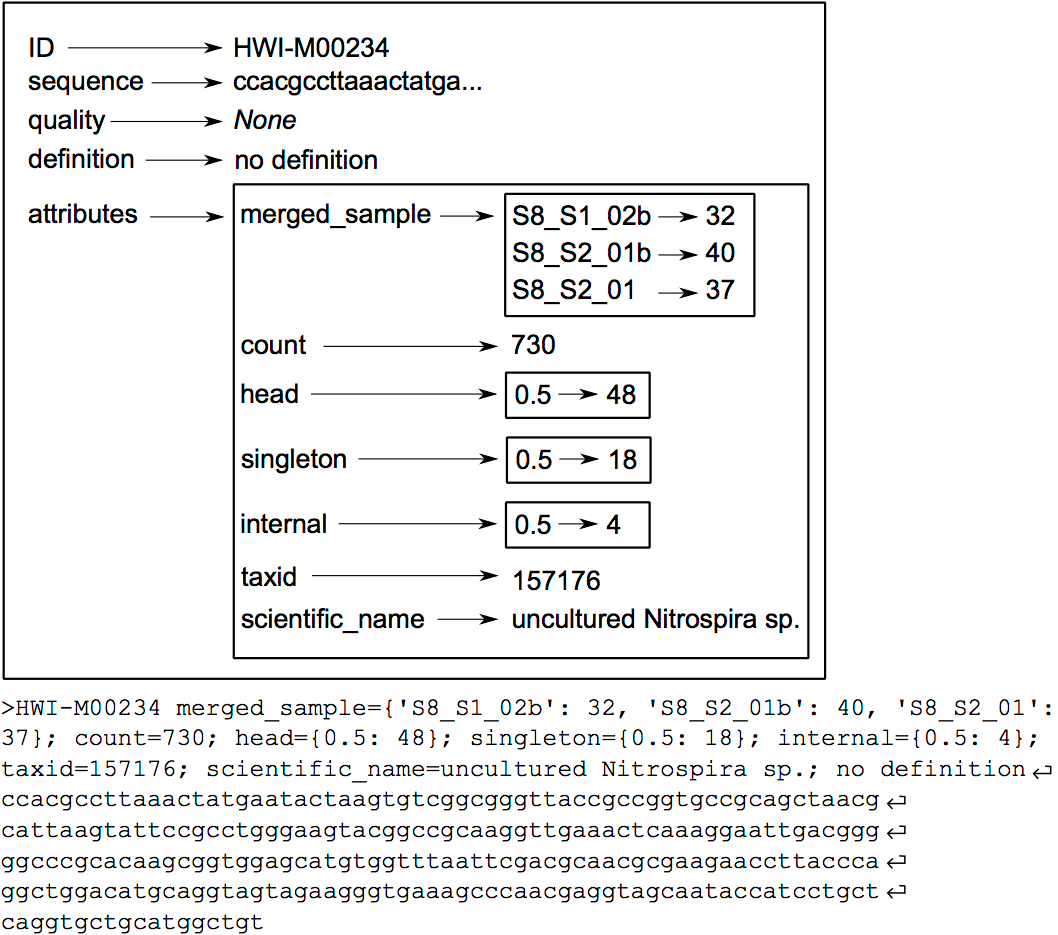 ID → HWI-M00234
sequence → ccacgccttaaactatga...
quality → None
definition → no definition
attributes → merged_sample → S8_S1_02b → 32
S8_S2_01b → 40
S8_S2_01 → 37
count → 730
head → 0.5 → 48
singleton → 0.5 → 18
internal → 0.5 → 4
taxid → 157176
scientific_name → uncultured Nitrospira sp.
>HWI-M00234 merged_sample={'S8_S1_02b': 32, 'S8_S2_01b': 40, 'S8_S2_01':
37}; count=730; head={0.5: 48}; singleton={0.5: 18}; internal={0.5: 4};
taxid=157176; scientific_name=uncultured Nitrospira sp.; no definition↵
ccacgccttaaactatgaatactaagtgtcggcgggttaccgccggtgccgcagctaacg↵
cattaagtattccgcctgggaagtacggccgcaaggttgaaactcaaaggaattgacggg↵
ggcccgcacaagcggtggagcatgtggtttaattcgacgcaacgcgaagaaccttaccca↵
ggctggacatgcaggtagtagaagggtgaaagcccaacgaggtagcaataccatcctgct↵
caggtgctgcatggctgt